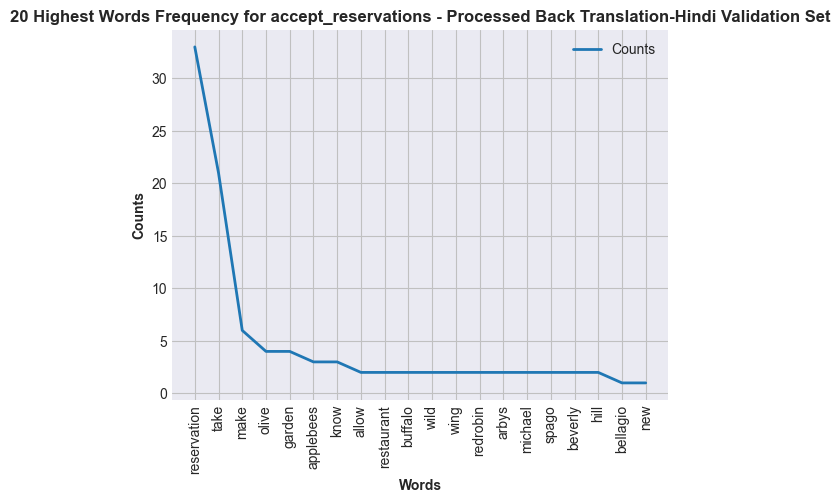 20 Highest Words Frequency for accept_reservations - Processed Back Translation-Hindi Validation Set
Counts
Counts
30
25
20
15
10
5
0
reservation
take
make
olive
garden
applebees
know
allow
restaurant
buffalo
wild
wing
redrobin
arbys
michael
spago
beverly
hill
bellagio
new
Words